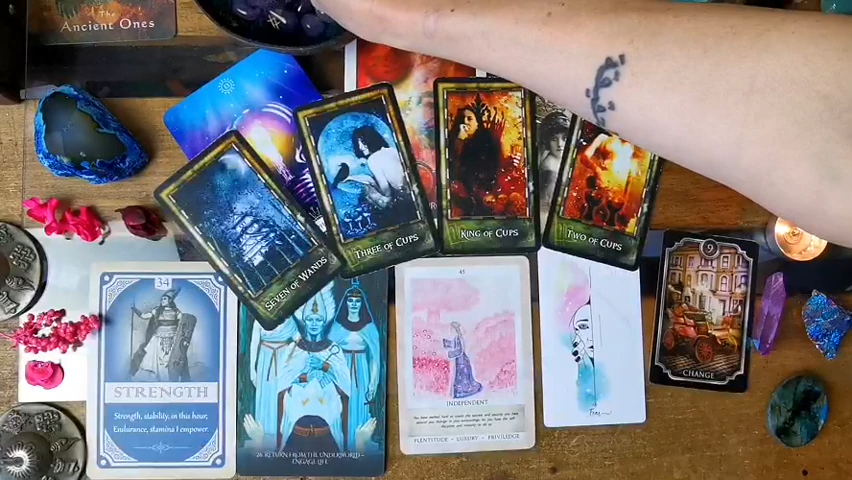 ANCIENT ONES
SEVEN OF WANDS
THREE OF CUPS
KING OF CUPS
TWO OF CUPS
34
STRENGTH
Strength, stability, in this hour,
Endurance, stamina I empower.
26 RETURN FROM THE UNDERWORLD ~
ENGAGE LIFE
45
INDEPENDENT
PLENTITUDE - LUXURY - PRIVILEGE
9
CHANGE